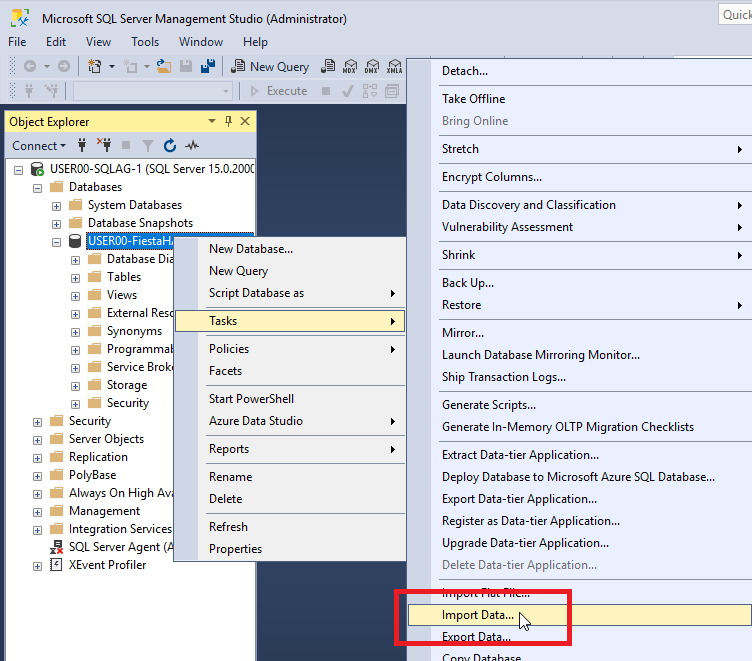 Microsoft SQL Server Management Studio (Administrator)
Quick
File Edit View Tools Window Help
New Query MDX DMX XMLA
Execute
Object Explorer
Connect
USER00-SQLAG-1 (SQL Server 15.0.2000
Databases
System Databases
Database Snapshots
USER00-FiestaHA
Database Dia
Tables
Views
External Reso
Synonyms
Programmab
Service Broke
Storage
Security
Security
Server Objects
Replication
PolyBase
Always On High Ava
Management
Integration Services
SQL Server Agent (A
XEvent Profiler
New Database...
New Query
Script Database as
Tasks
Policies
Facets
Start PowerShell
Azure Data Studio
Reports
Rename
Delete
Refresh
Properties
Detach...
Take Offline
Bring Online
Stretch
Encrypt Columns...
Data Discovery and Classification
Vulnerability Assessment
Shrink
Back Up...
Restore
Mirror...
Launch Database Mirroring Monitor...
Ship Transaction Logs...
Generate Scripts...
Generate In-Memory OLTP Migration Checklists
Extract Data-tier Application...
Deploy Database to Microsoft Azure SQL Database...
Export Data-tier Application...
Register as Data-tier Application...
Upgrade Data-tier Application...
Delete Data-tier Application...
Import Flat File...
Import Data...
Export Data...
Copy Database